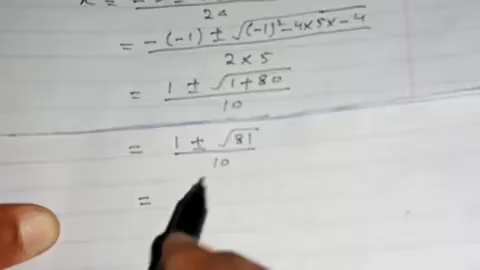 2a
= -(-1) ± √(-1)² - 4×5×-4
2 × 5
= 1 ± √1+80
10
= 1 ± √81
10
=